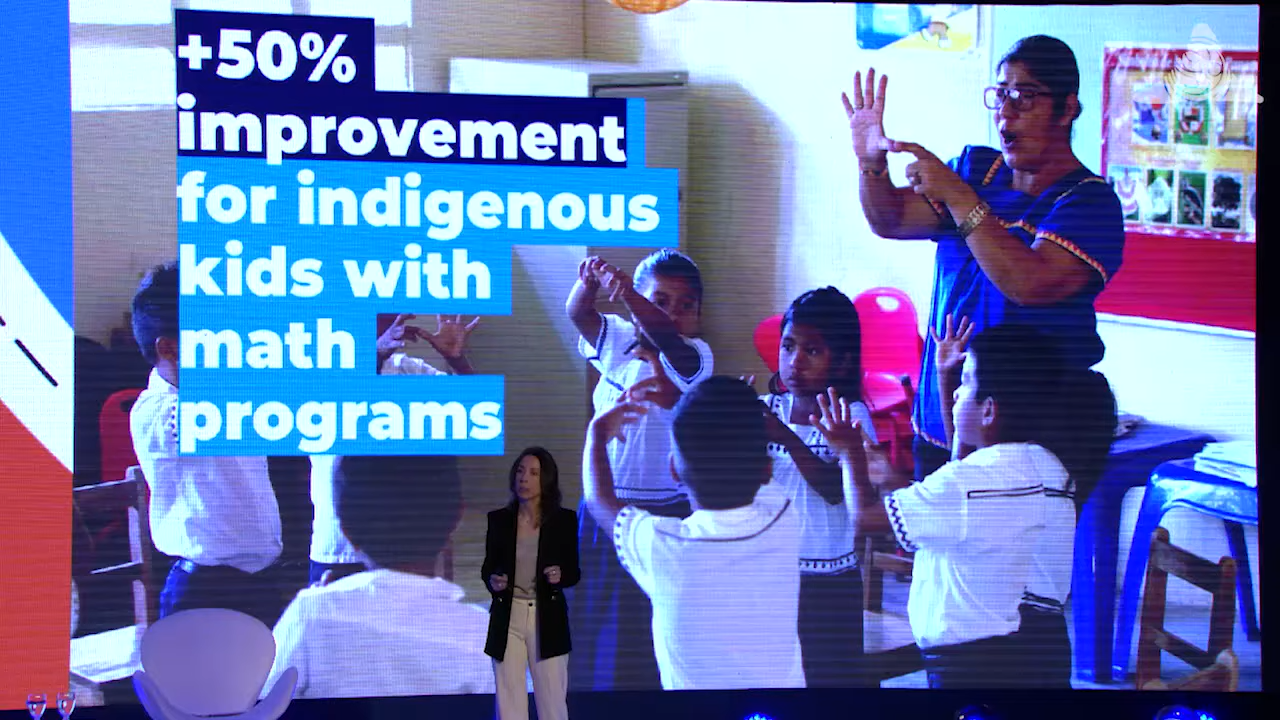 +50%
improvement
for indigenous
kids with
math
programs